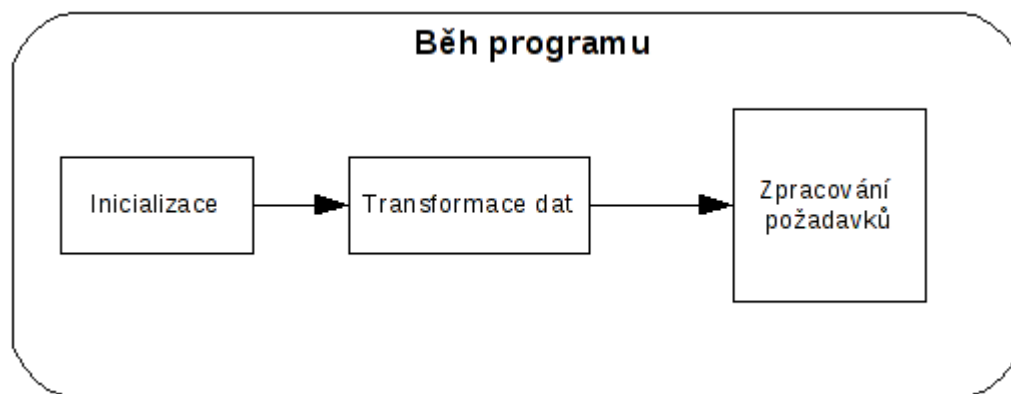 Běh programu
Inicializace
Transformace dat
Zpracování
požadavků